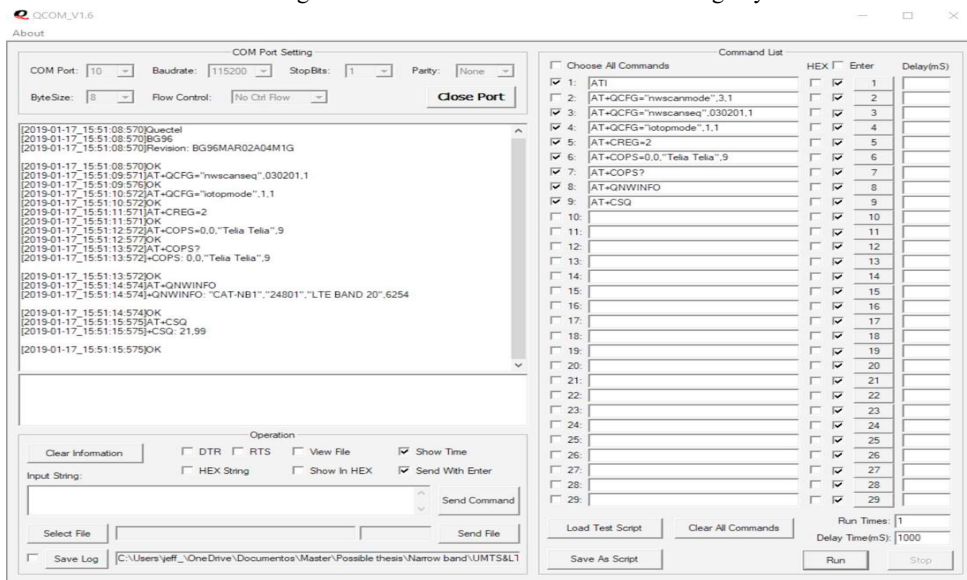 QCOM_V1.6
About
COM Port Setting
COM Port: 10 Baudrate: 115200 StopBits: 1 Parity: None
ByteSize: 8 Flow Control: No Ctrl Flow Close Port
[2019-01-17_15:51:08:570]Quectel
[2019-01-17_15:51:08:570]BG96
[2019-01-17_15:51:08:570]Revision: BG96MAR02A04M1G
[2019-01-17_15:51:08:570]OK
[2019-01-17_15:51:09:571]AT+QCFG="nwscanseq",030201,1
[2019-01-17_15:51:09:576]OK
[2019-01-17_15:51:10:572]AT+QCFG="iotopmode",1,1
[2019-01-17_15:51:10:572]OK
[2019-01-17_15:51:11:571]AT+CREG=2
[2019-01-17_15:51:11:571]OK
[2019-01-17_15:51:12:572]AT+COPS=0,0,"Telia Telia",9
[2019-01-17_15:51:12:577]OK
[2019-01-17_15:51:13:572]AT+COPS?
[2019-01-17_15:51:13:572]+COPS: 0,0,"Telia Telia",9
[2019-01-17_15:51:13:572]OK
[2019-01-17_15:51:14:574]AT+QNWINFO
[2019-01-17_15:51:14:574]+QNWINFO: "CAT-NB1","24801","LTE BAND 20",6254
[2019-01-17_15:51:14:574]OK
[2019-01-17_15:51:15:575]AT+CSQ
[2019-01-17_15:51:15:575]+CSQ: 21,99
[2019-01-17_15:51:15:575]OK
Operation
Clear Information DTR RTS View File Show Time
HEX String Show In HEX Send With Enter
Input String:
Send Command
Select File Send File
Save Log C:\Users\jeff_\OneDrive\Documentos\Master\Possible thesis\Narrow band\UMTS&LT
Command List
Choose All Commands HEX Enter Delay(mS)
1: ATI 1
2: AT+QCFG="nwscanmode",3,1 2
3: AT+QCFG="nwscanseq",030201,1 3
4: AT+QCFG="iotopmode",1,1 4
5: AT+CREG=2 5
6: AT+COPS=0,0,"Telia Telia",9 6
7: AT+COPS? 7
8: AT+QNWINFO 8
9: AT+CSQ 9
10: 10
11: 11
12: 12
13: 13
14: 14
15: 15
16: 16
17: 17
18: 18
19: 19
20: 20
21: 21
22: 22
23: 23
24: 24
25: 25
26: 26
27: 27
28: 28
29: 29
Load Test Script Clear All Commands Run Times: 1
Delay Time(mS): 1000
Save As Script Run Stop